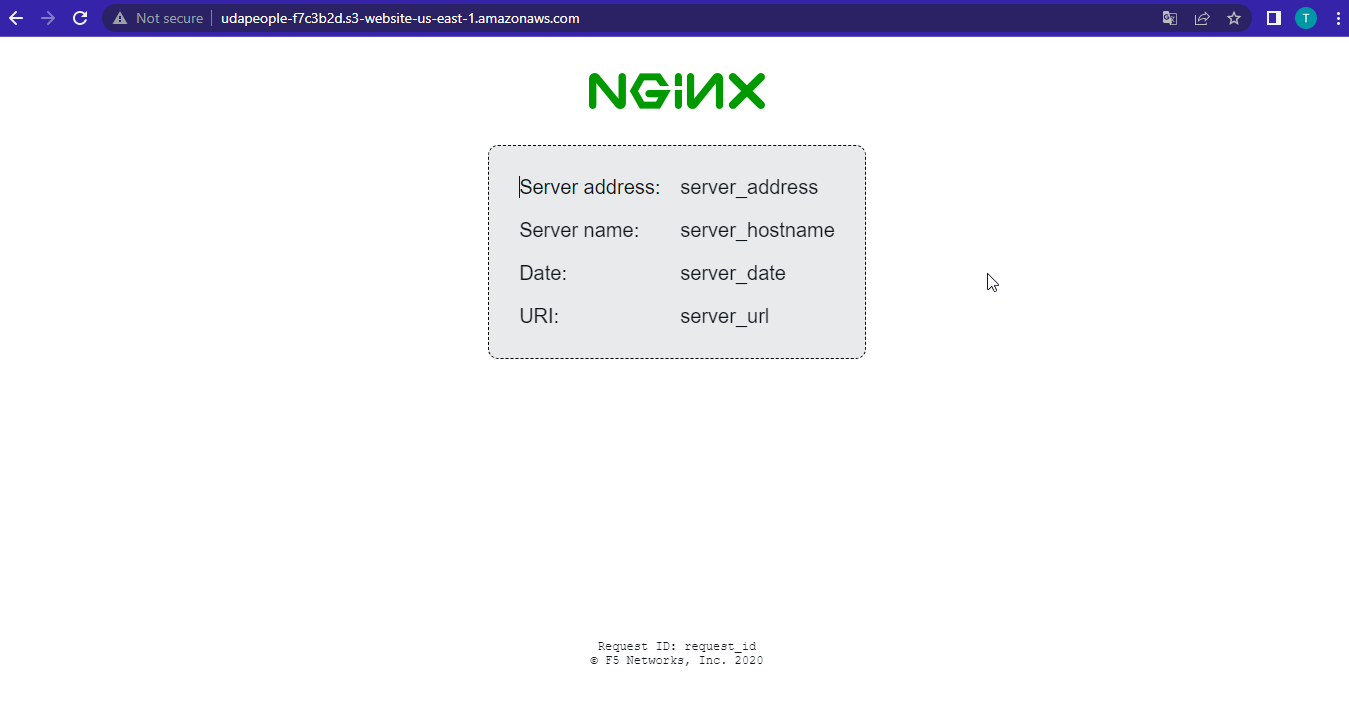 Not secure udapeople-f7c3b2d.s3-website-us-east-1.amazonaws.com T
NGINX
Server address: server_address
Server name: server_hostname
Date: server_date
URI: server_url
Request ID: request_id
© F5 Networks, Inc. 2020